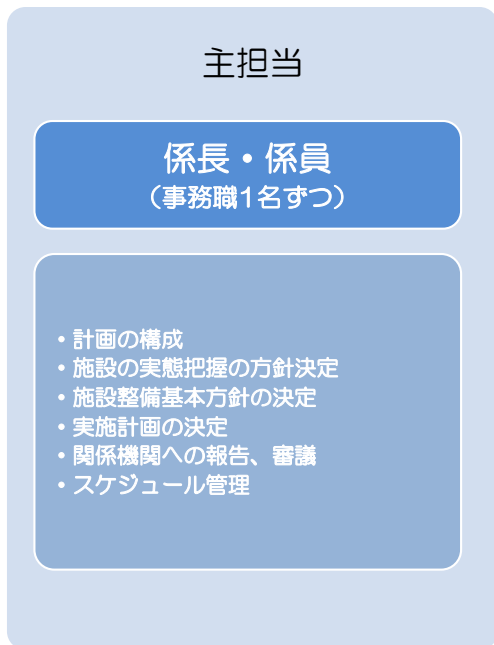 主担当
係長・係員
（事務職1名ずつ）
・計画の構成
・施設の実態把握の方針決定
・施設整備基本方針の決定
・実施計画の決定
・関係機関への報告、審議
・スケジュール管理